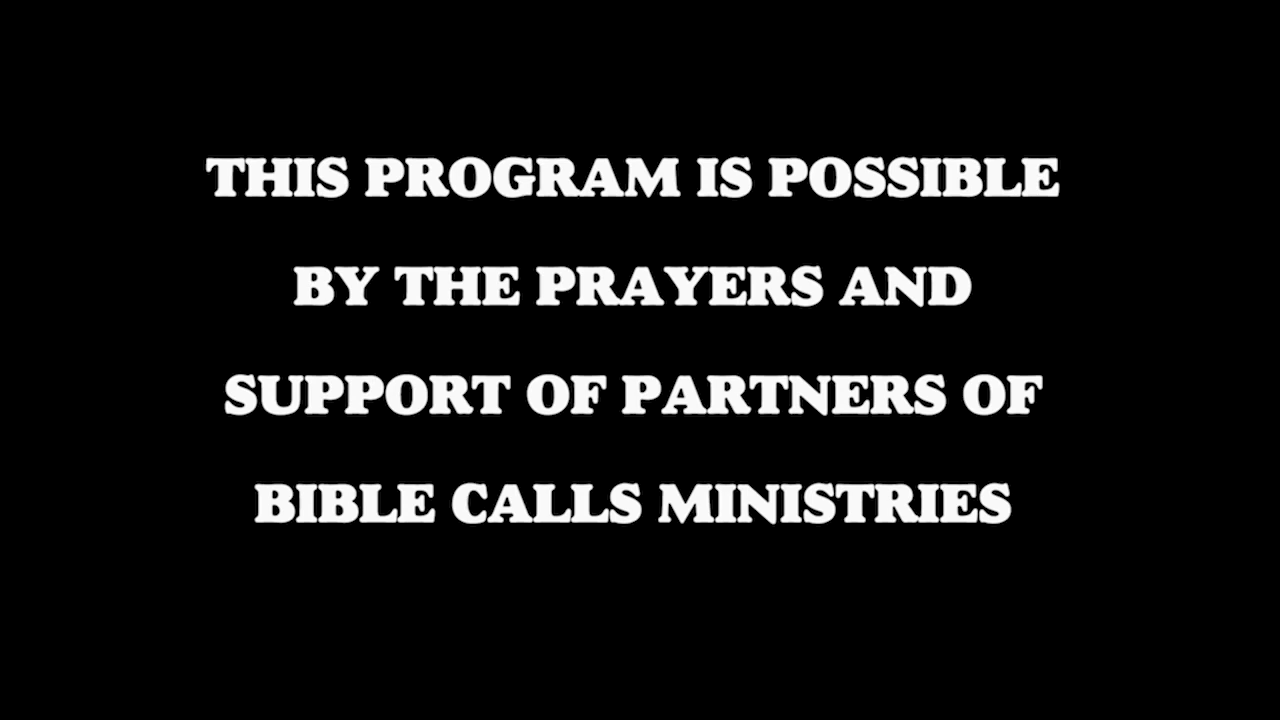 THIS PROGRAM IS POSSIBLE
BY THE PRAYERS AND
SUPPORT OF PARTNERS OF
BIBLE CALLS MINISTRIES